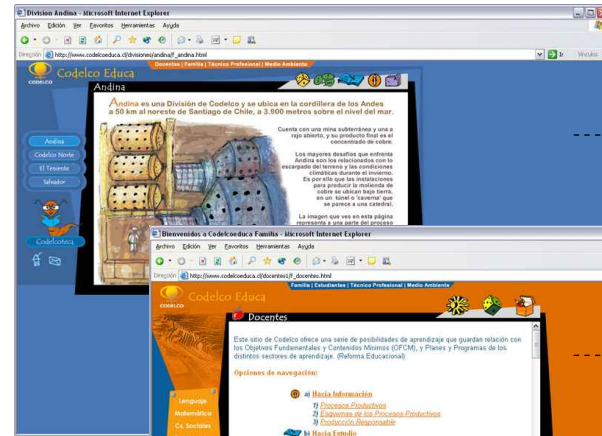 Division Andina - Microsoft Internet Explorer
Archivo Edición Ver Favoritos Herramientas Ayuda
Dirección http://www.codelcoeduca.cl/divisiones/andina/f_andina.html Ir Vínculos
Docentes | Familia | Técnico Profesional | Medio Ambiente
CODELCO
Codelco Educa
Andina
Andina es una División de Codelco y se ubica en la cordillera de los Andes
a 50 km al noreste de Santiago de Chile, a 3.900 metros sobre el nivel del mar.
Cuenta con una mina subterránea y una a
rajo abierto, y su producto final es el
concentrado de cobre.
Los mayores desafíos que enfrenta
Andina son los relacionados con lo
escarpado del terreno y las condiciones
climáticas durante el invierno.
Es por ello que las instalaciones
para producir la molienda de
cobre se ubican bajo tierra,
en un túnel o 'caverna' que
se parece a una catedral.
La imagen que ves en esta página
representa a una parte del proceso
Andina
Codelco Norte
El Teniente
Salvador
Codelcoteca
Bienvenidos a Codelcoeduca Familia - Microsoft Internet Explorer
Archivo Edición Ver Favoritos Herramientas Ayuda
Dirección http://www.codelcoeduca.cl/docentes1/f_docentes.html
Familia | Estudiantes | Técnico Profesional | Medio Ambiente
CODELCO
Codelco Educa
Docentes
Este sitio de Codelco ofrece una serie de posibilidades de aprendizaje que guardan relación con
los Objetivos Fundamentales y Contenidos Mínimos (OFCM), y Planes y Programas de los
distintos sectores de aprendizaje. (Reforma Educacional)
Opciones de navegación:
a) Hacia Información
1) Procesos Productivos
2) Esquemas de los Procesos Productivos
3) Producción Responsable
b) Hacia Estudio
Lenguaje
Matemática
Cs. Sociales